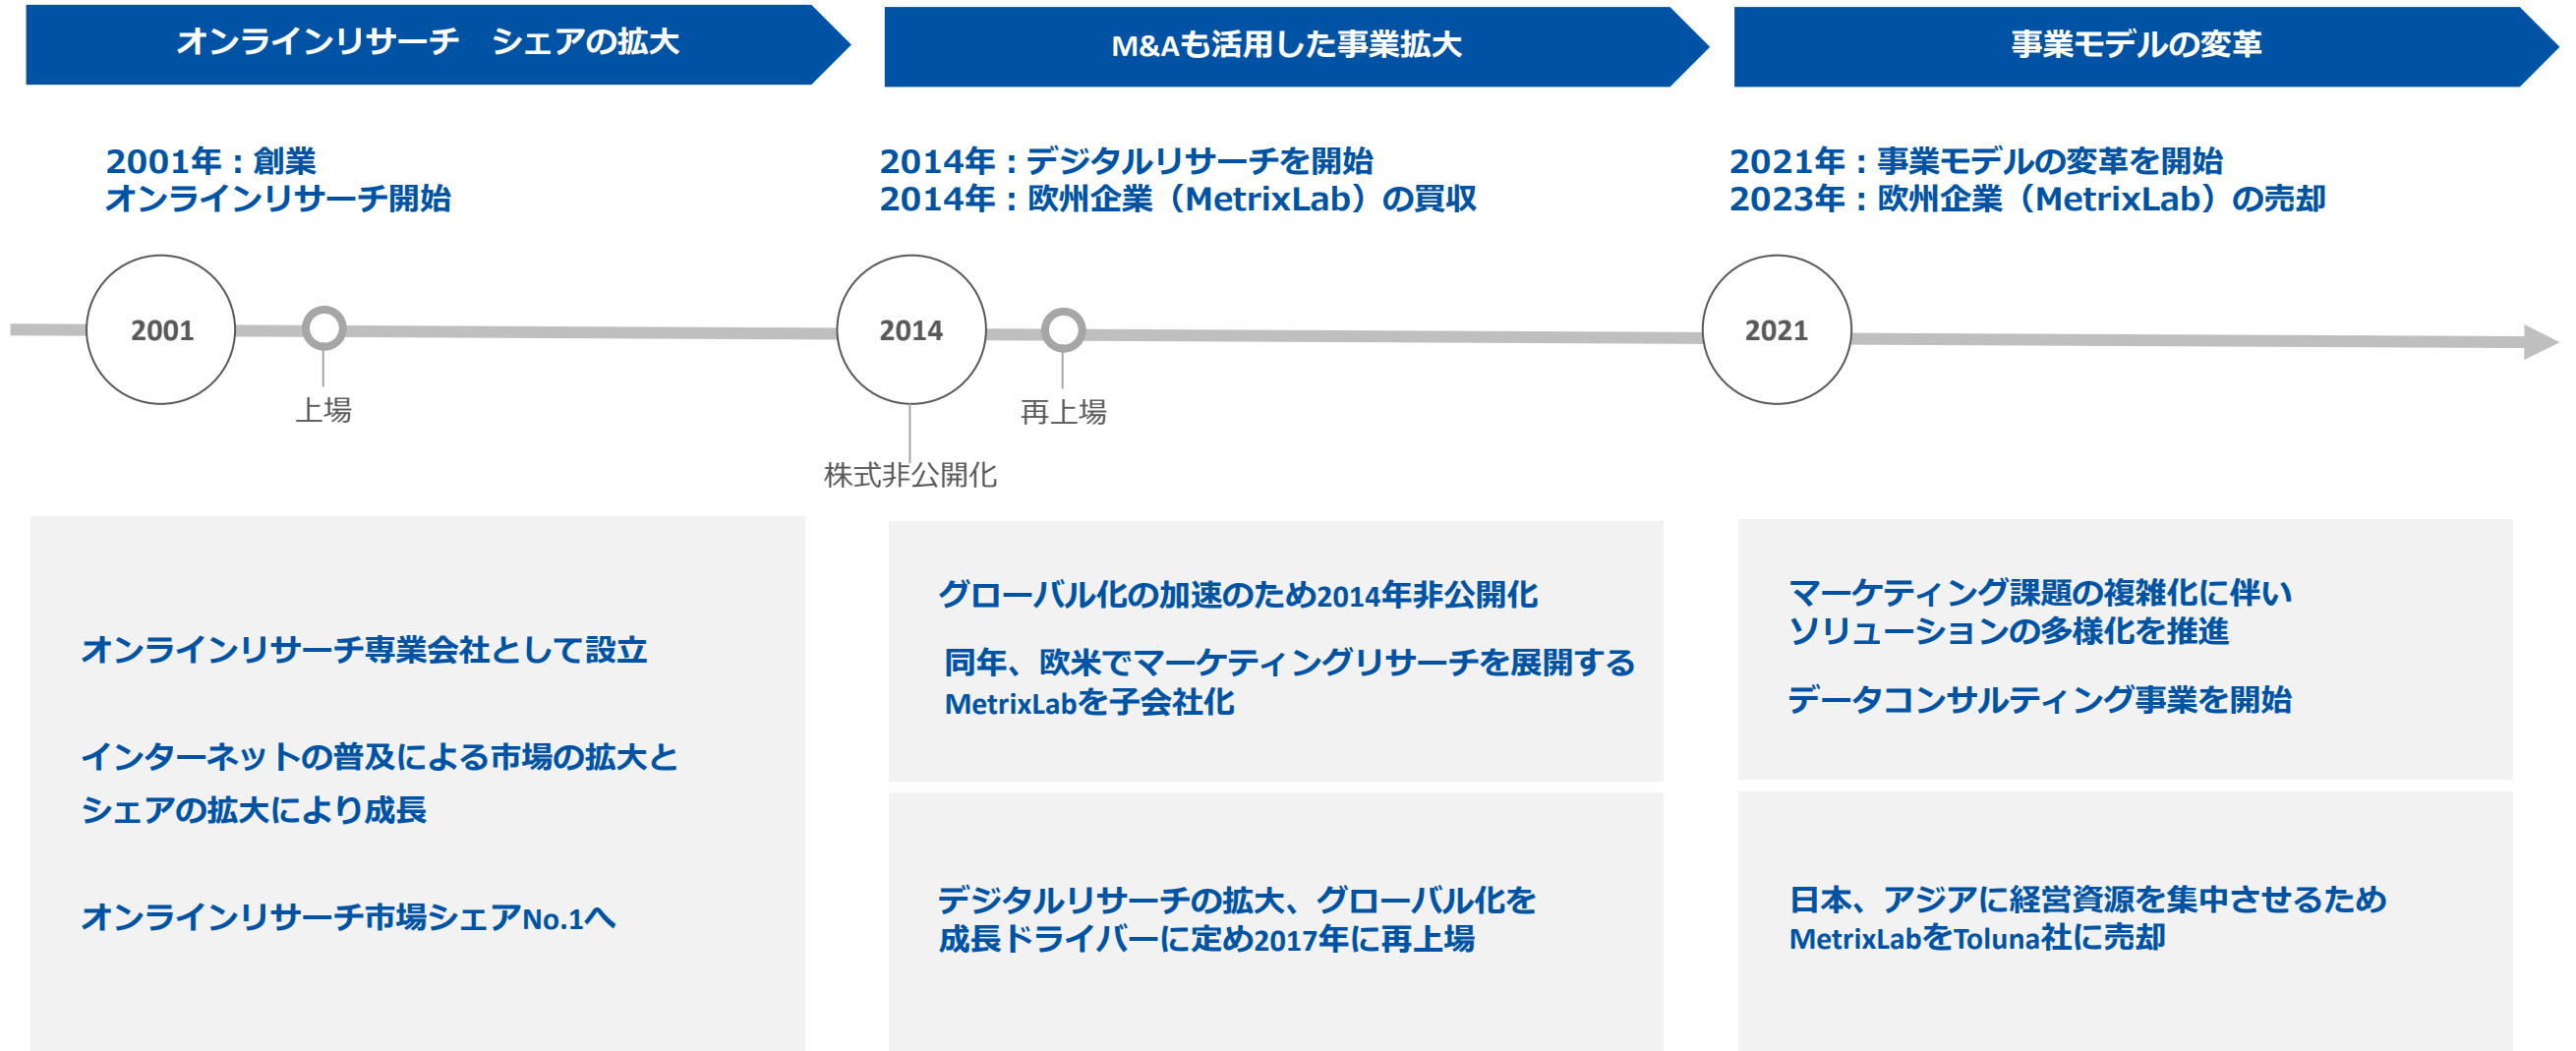 オンラインリサーチ　シェアの拡大
M&Aも活用した事業拡大
事業モデルの変革
2001年：創業
オンラインリサーチ開始
2014年：デジタルリサーチを開始
2014年：欧州企業（MetrixLab）の買収
2021年：事業モデルの変革を開始
2023年：欧州企業（MetrixLab）の売却
2001
2014
2021
上場
再上場
株式非公開化
オンラインリサーチ専業会社として設立
インターネットの普及による市場の拡大と
シェアの拡大により成長
オンラインリサーチ市場シェアNo.1へ
グローバル化の加速のため2014年非公開化
同年、欧米でマーケティングリサーチを展開する
MetrixLabを子会社化
デジタルリサーチの拡大、グローバル化を
成長ドライバーに定め2017年に再上場
マーケティング課題の複雑化に伴い
ソリューションの多様化を推進
データコンサルティング事業を開始
日本、アジアに経営資源を集中させるため
MetrixLabをToluna社に売却